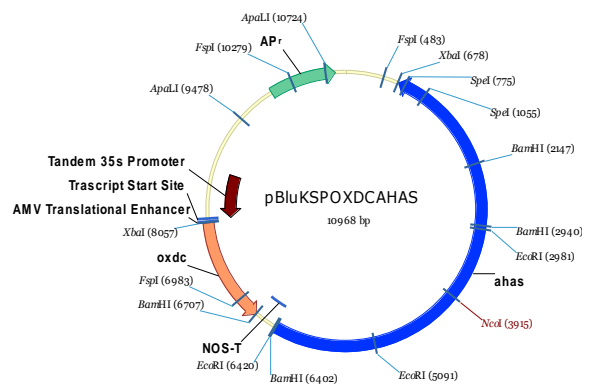 ApaLI (10724)
FspI (483)
APr
FspI (10279)
XbaI (678)
SpeI (775)
ApaLI (9478)
SpeI (1055)
BamHI (2147)
Tandem 35s Promoter
Trascript Start Site
AMV Translational Enhancer
pBluKSPOXDCAHAS
10968 bp
XbaI (8057)
BamHI (2940)
EcoRI (2981)
oxdc
ahas
FspI (6983)
BamHI (6707)
NcoI (3915)
NOS-T
EcoRI (6420)
BamHI (6402)
EcoRI (5091)